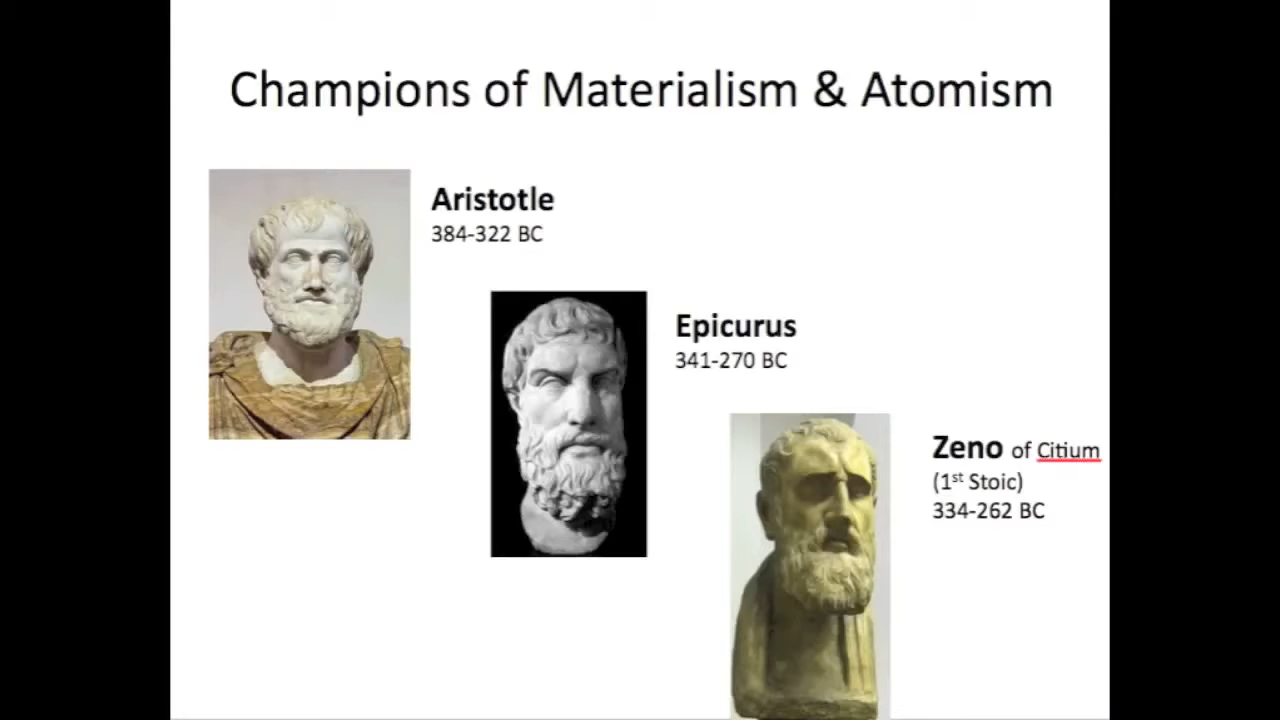 Champions of Materialism & Atomism
Aristotle
384-322 BC
Epicurus
341-270 BC
Zeno of Citium
(1st Stoic)
334-262 BC